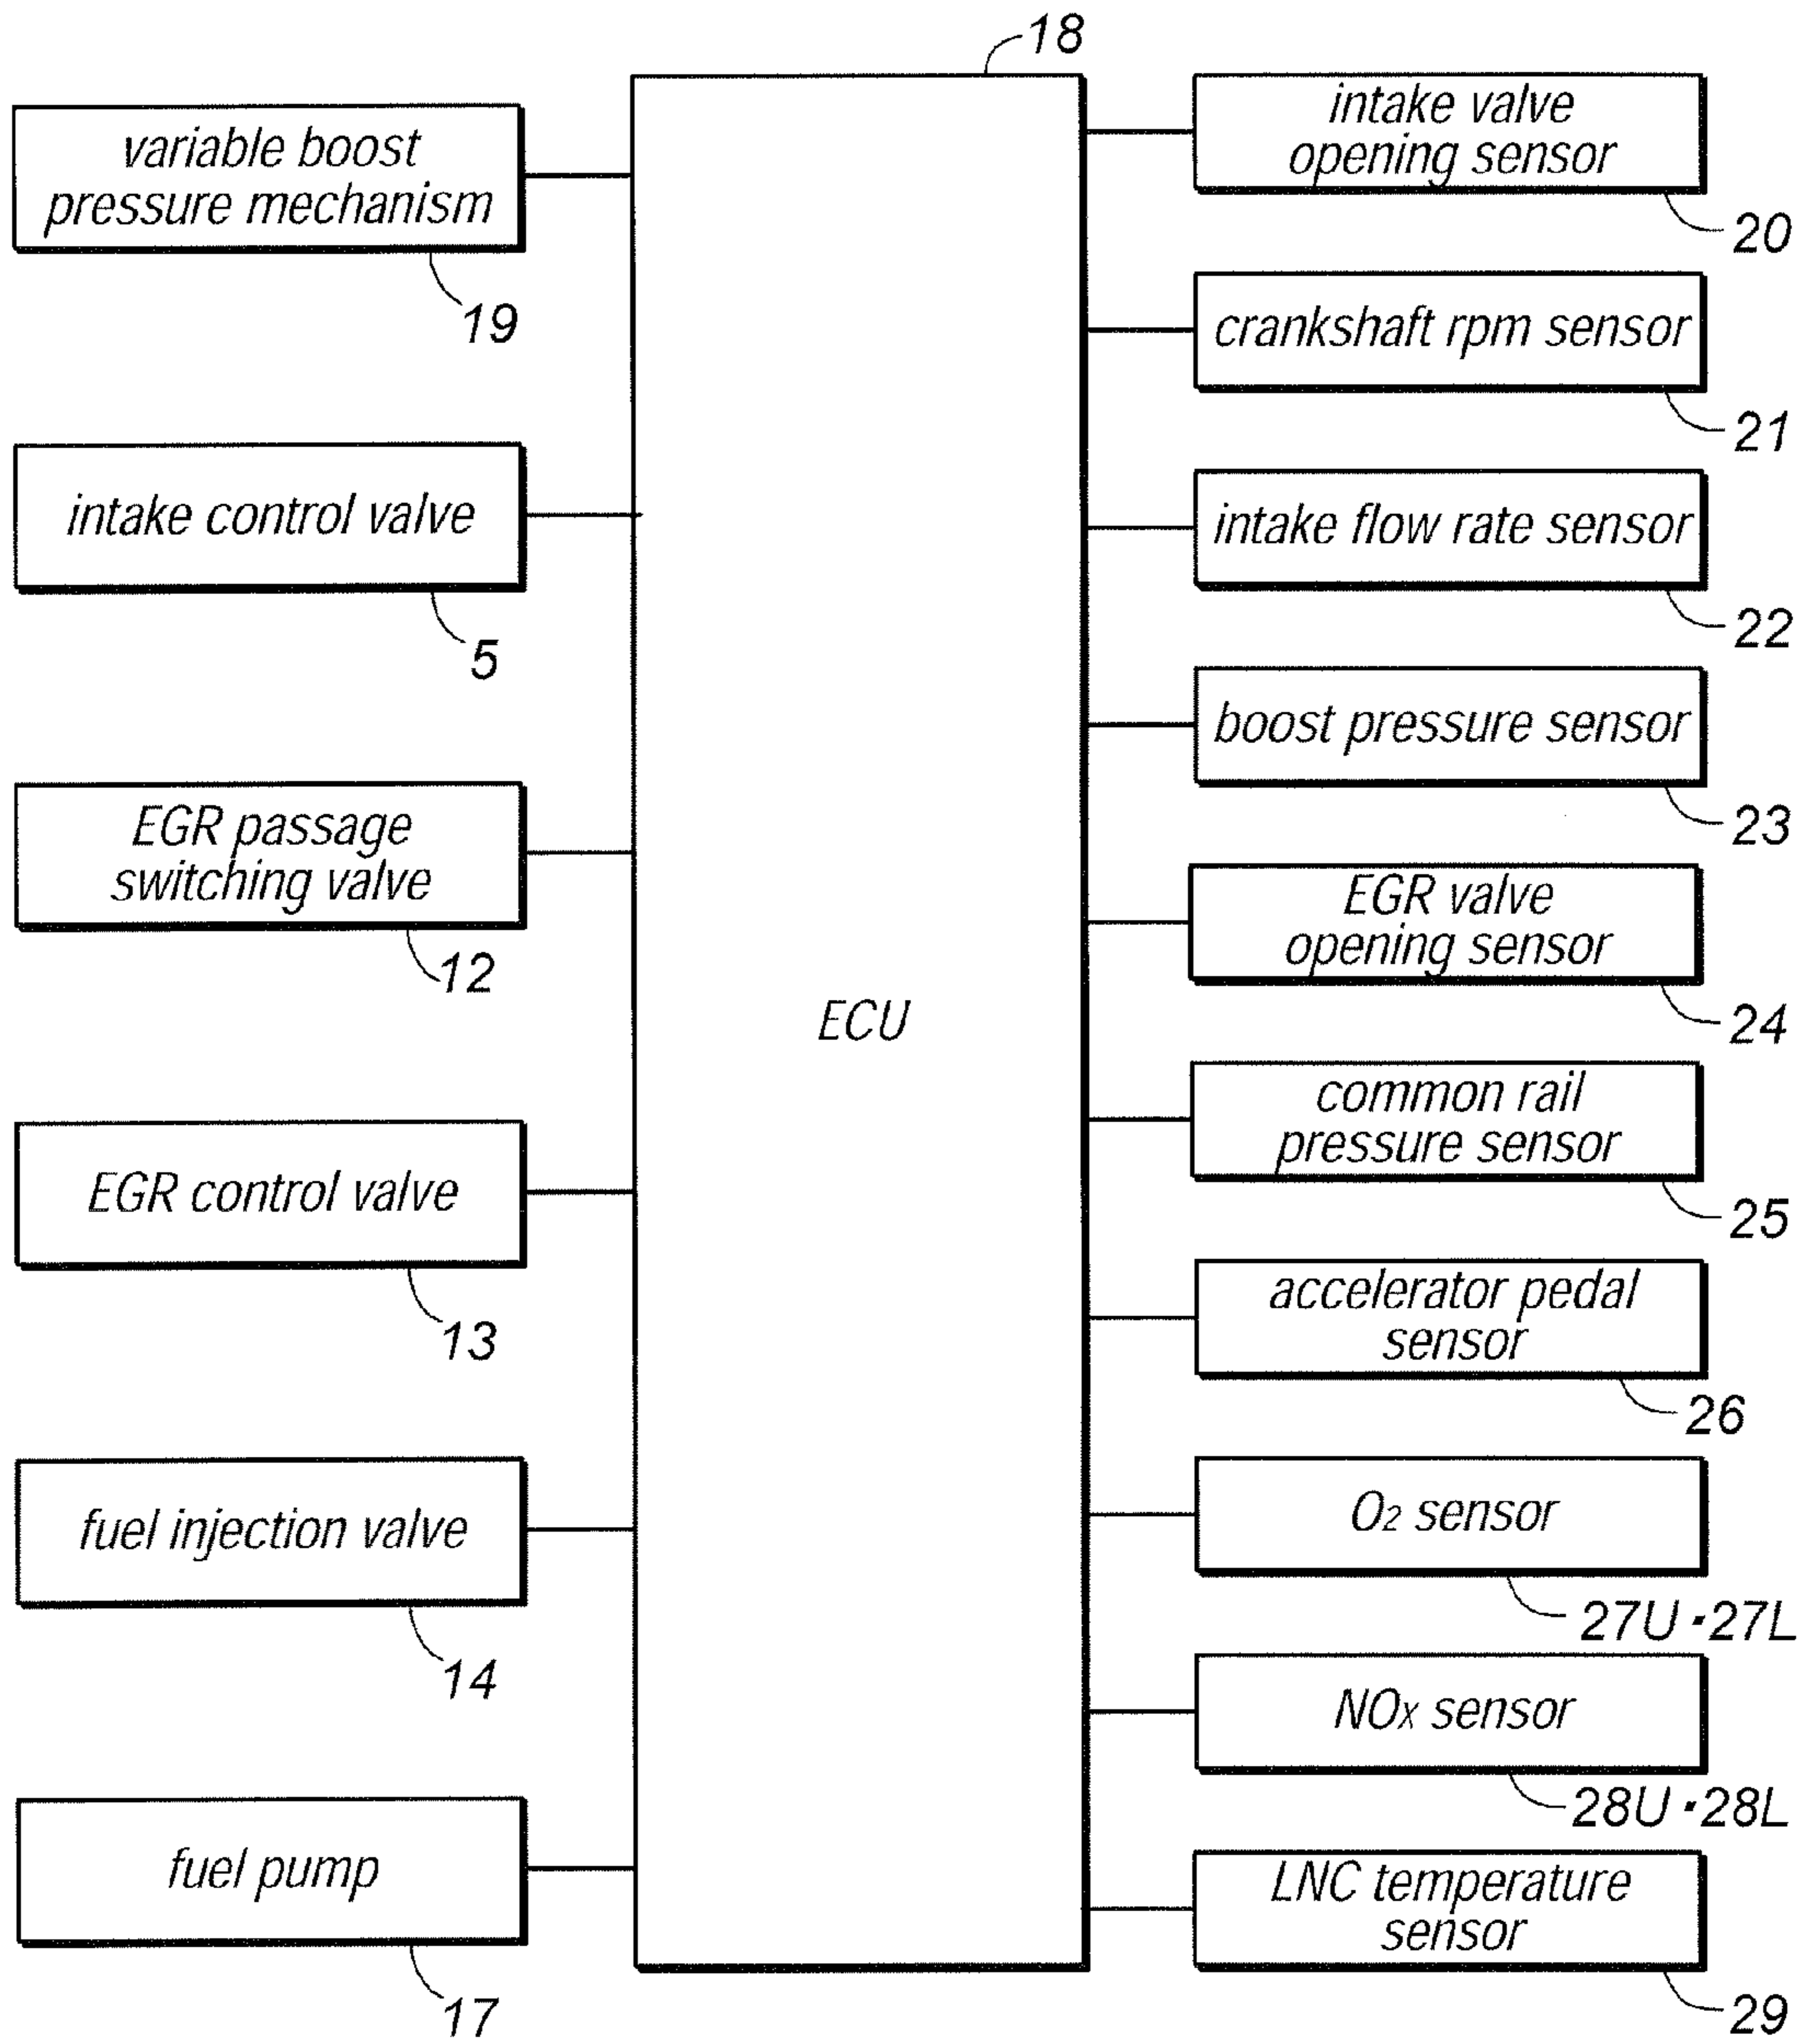 18
variable boost
pressure mechanism
19
intake control valve
5
EGR passage
switching valve
12
EGR control valve
13
fuel injection valve
14
fuel pump
17
ECU
intake valve
opening sensor
20
crankshaft rpm sensor
21
intake flow rate sensor
22
boost pressure sensor
23
EGR valve
opening sensor
24
common rail
pressure sensor
25
accelerator pedal
sensor
26
O2 sensor
27U・27L
NOx sensor
28U・28L
LNC temperature
sensor
29